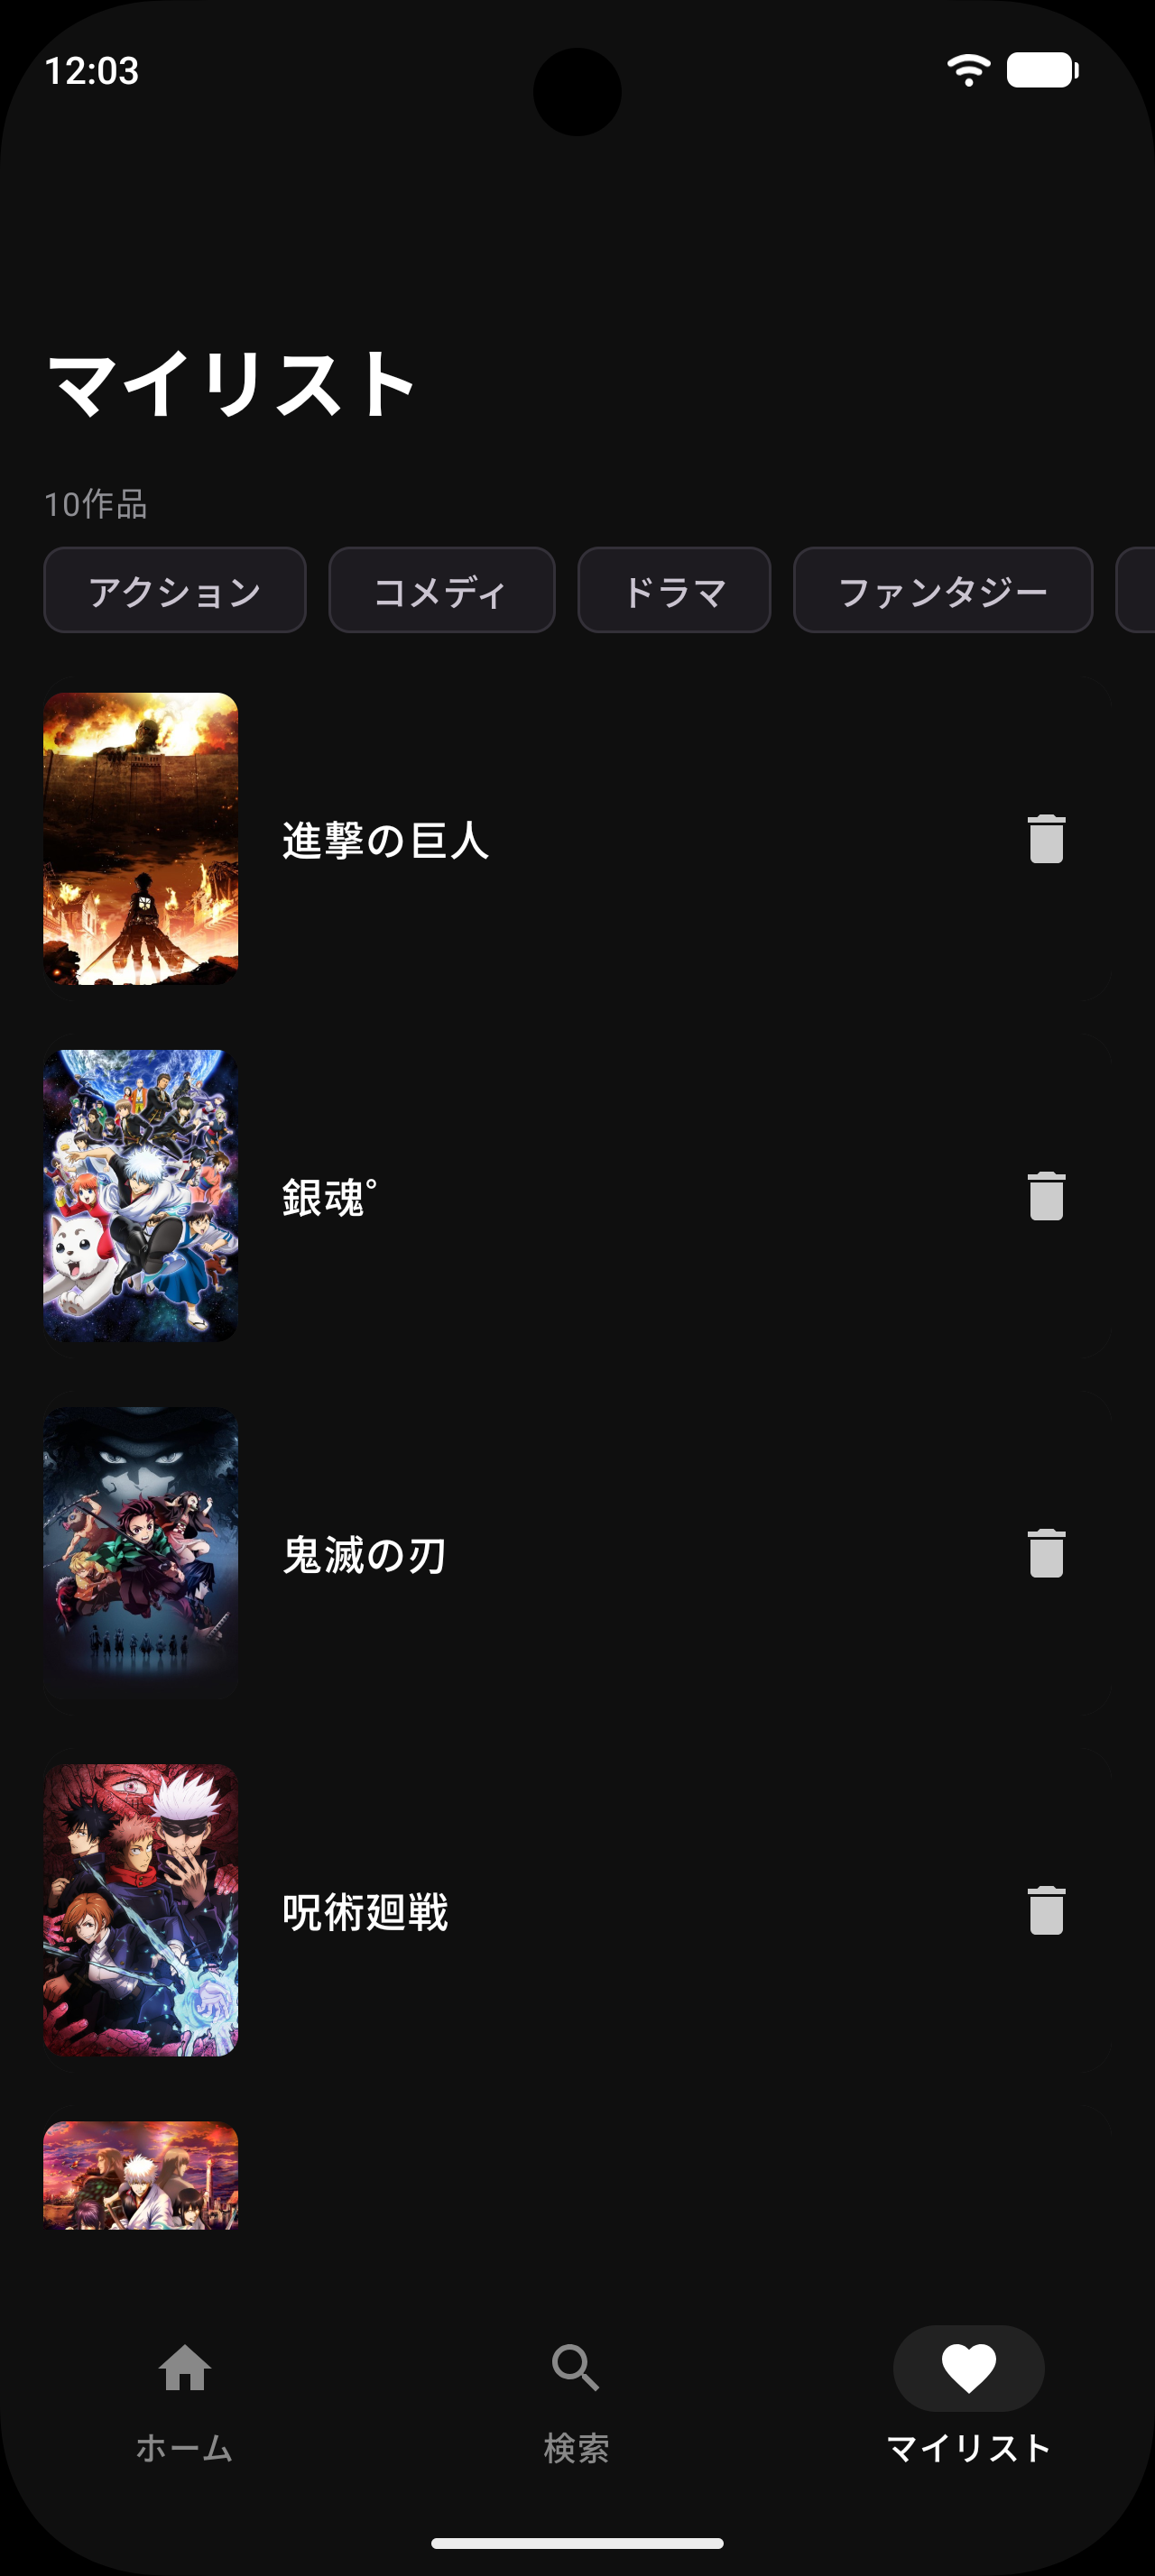 12:03
マイリスト
10作品
アクション
コメディ
ドラマ
ファンタジー
進撃の巨人
銀魂°
鬼滅の刃
呪術廻戦
ホーム
検索
マイリスト